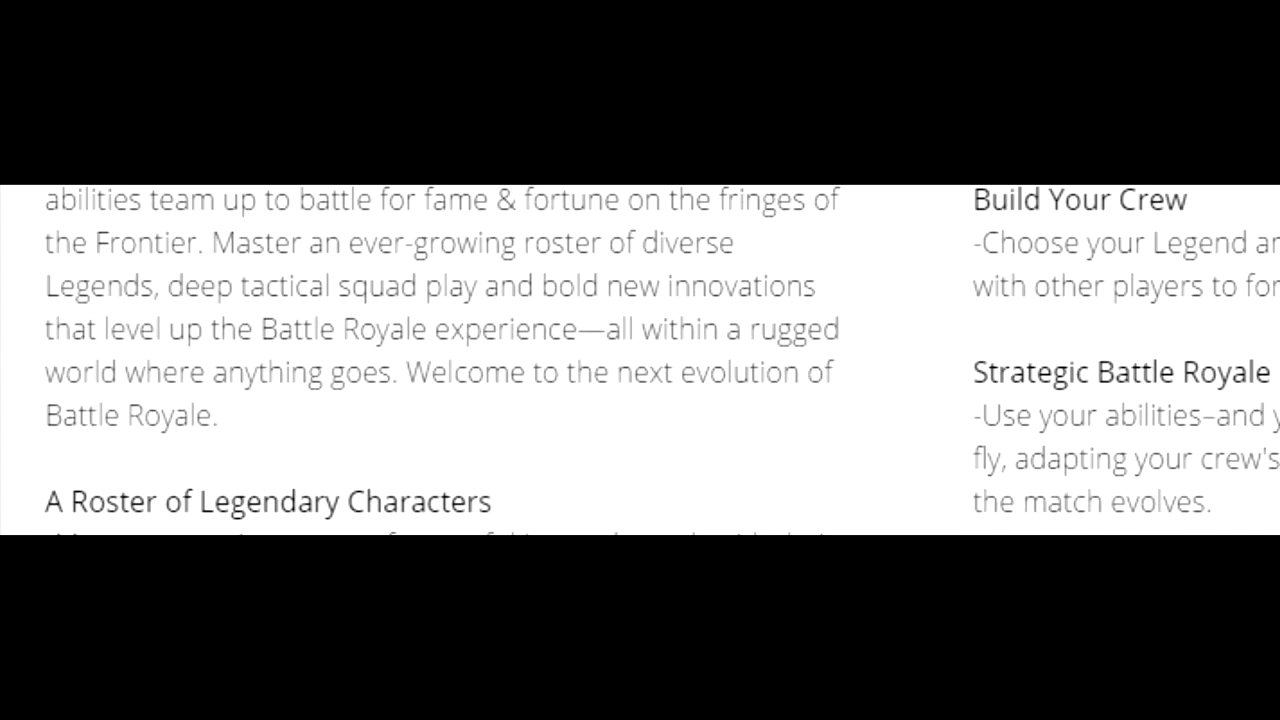 abilities team up to battle for fame & fortune on the fringes of
the Frontier. Master an ever-growing roster of diverse
Legends, deep tactical squad play and bold new innovations
that level up the Battle Royale experience—all within a rugged
world where anything goes. Welcome to the next evolution of
Battle Royale.
A Roster of Legendary Characters
Build Your Crew
-Choose your Legend
with other players to
Strategic Battle Royale
-Use your abilities–and
fly, adapting your crew's
the match evolves.